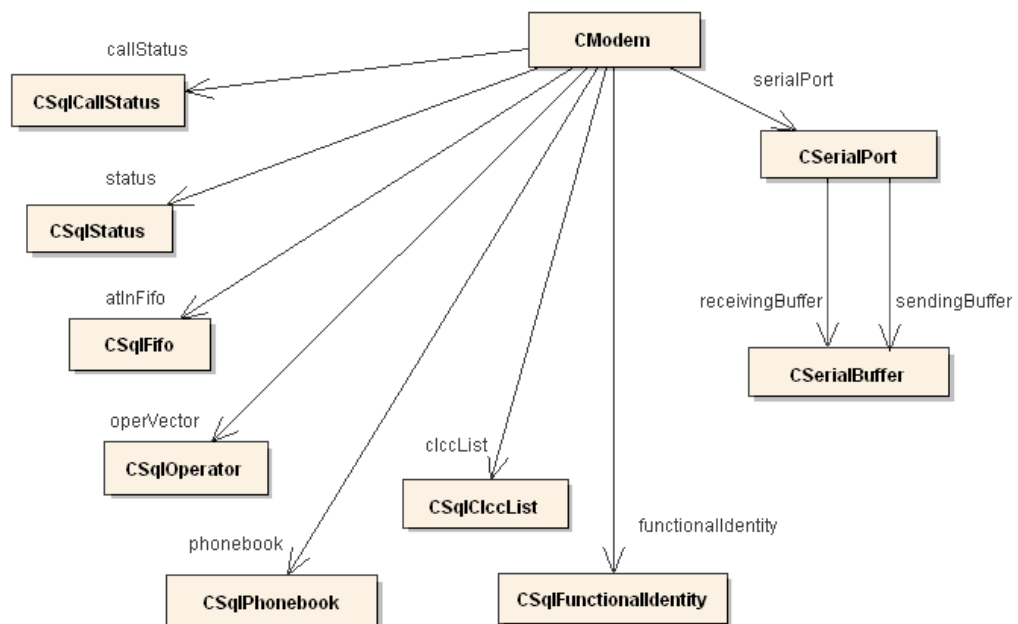 CModem
callStatus
serialPort
CSqlCallStatus
CSerialPort
status
CSqlStatus
atInFifo
receivingBuffer
sendingBuffer
CSqlFifo
CSerialBuffer
operVector
clccList
CSqlOperator
CSqlClccList
functionalIdentity
phonebook
CSqlPhonebook
CSqlFunctionalIdentity